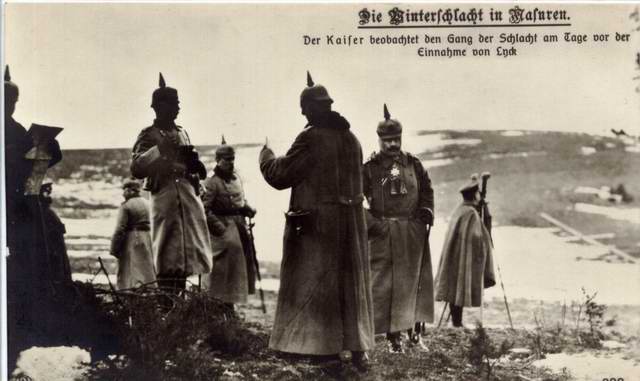 Die Winterschlacht in Masuren.
Der Kaiser beobachtet den Gang der Schlacht am Tage vor der
Einnahme von Lyck